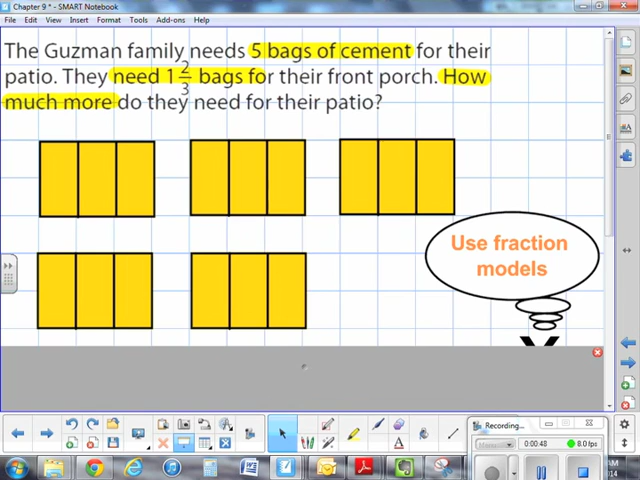 Chapter 9 * - SMART Notebook
File Edit View Insert Format Tools Add-ons Help
The Guzman family needs 5 bags of cement for their
patio. They need 1 2/3 bags for their front porch. How
much more do they need for their patio?
Use fraction
models
Recording...
0:00:48
8.0 fps